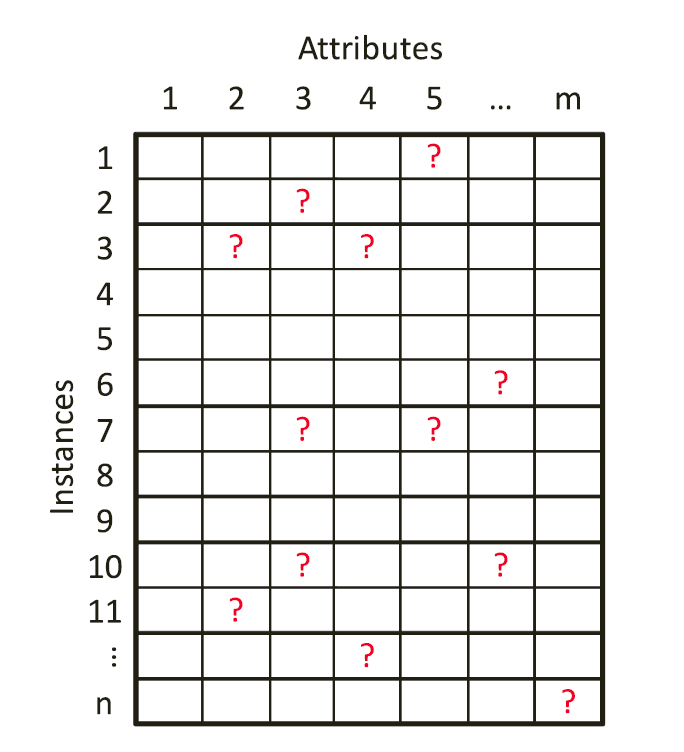 Attributes
1 2 3 4 5 ... m
1 ?
2 ?
3 ? ?
4
5
6 ?
7 ? ?
8
9
10 ? ?
11 ?
⋮ ?
n ?
Instances